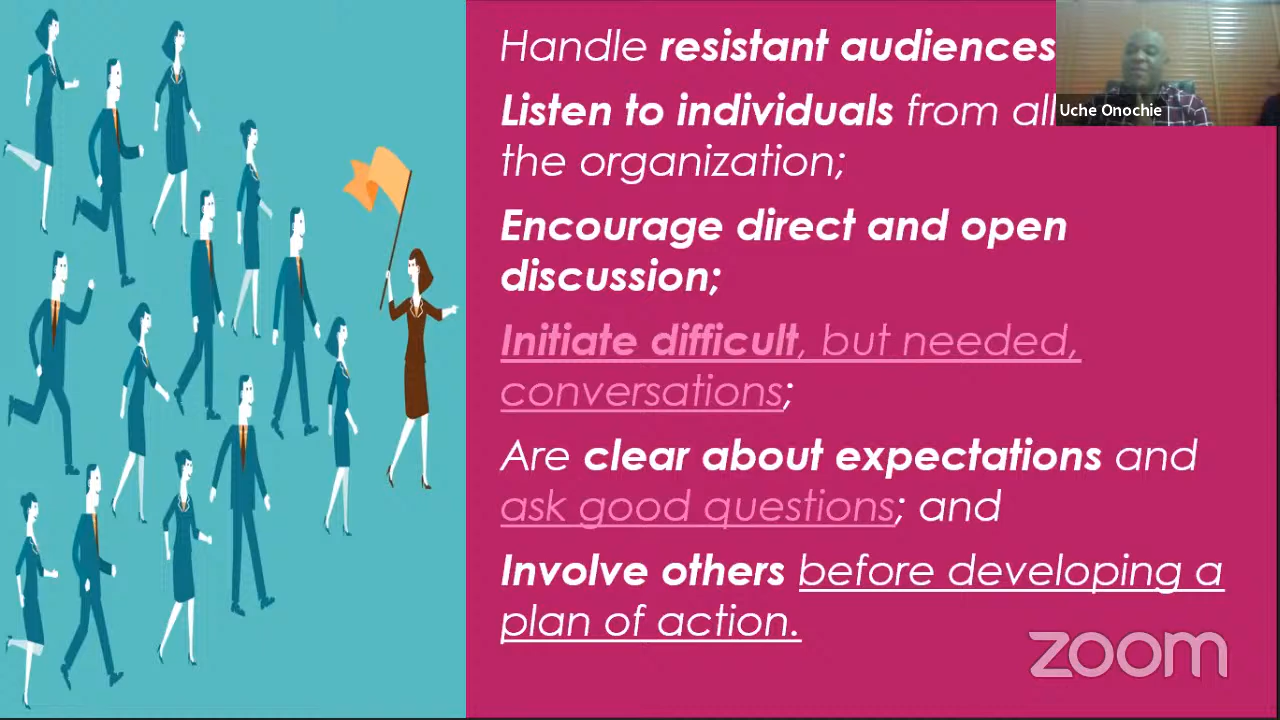 Handle resistant audiences
Listen to individuals from all
the organization;
Encourage direct and open
discussion;
Initiate difficult, but needed,
conversations;
Are clear about expectations and
ask good questions; and
Involve others before developing a
plan of action.
Uche Onochie
zoom